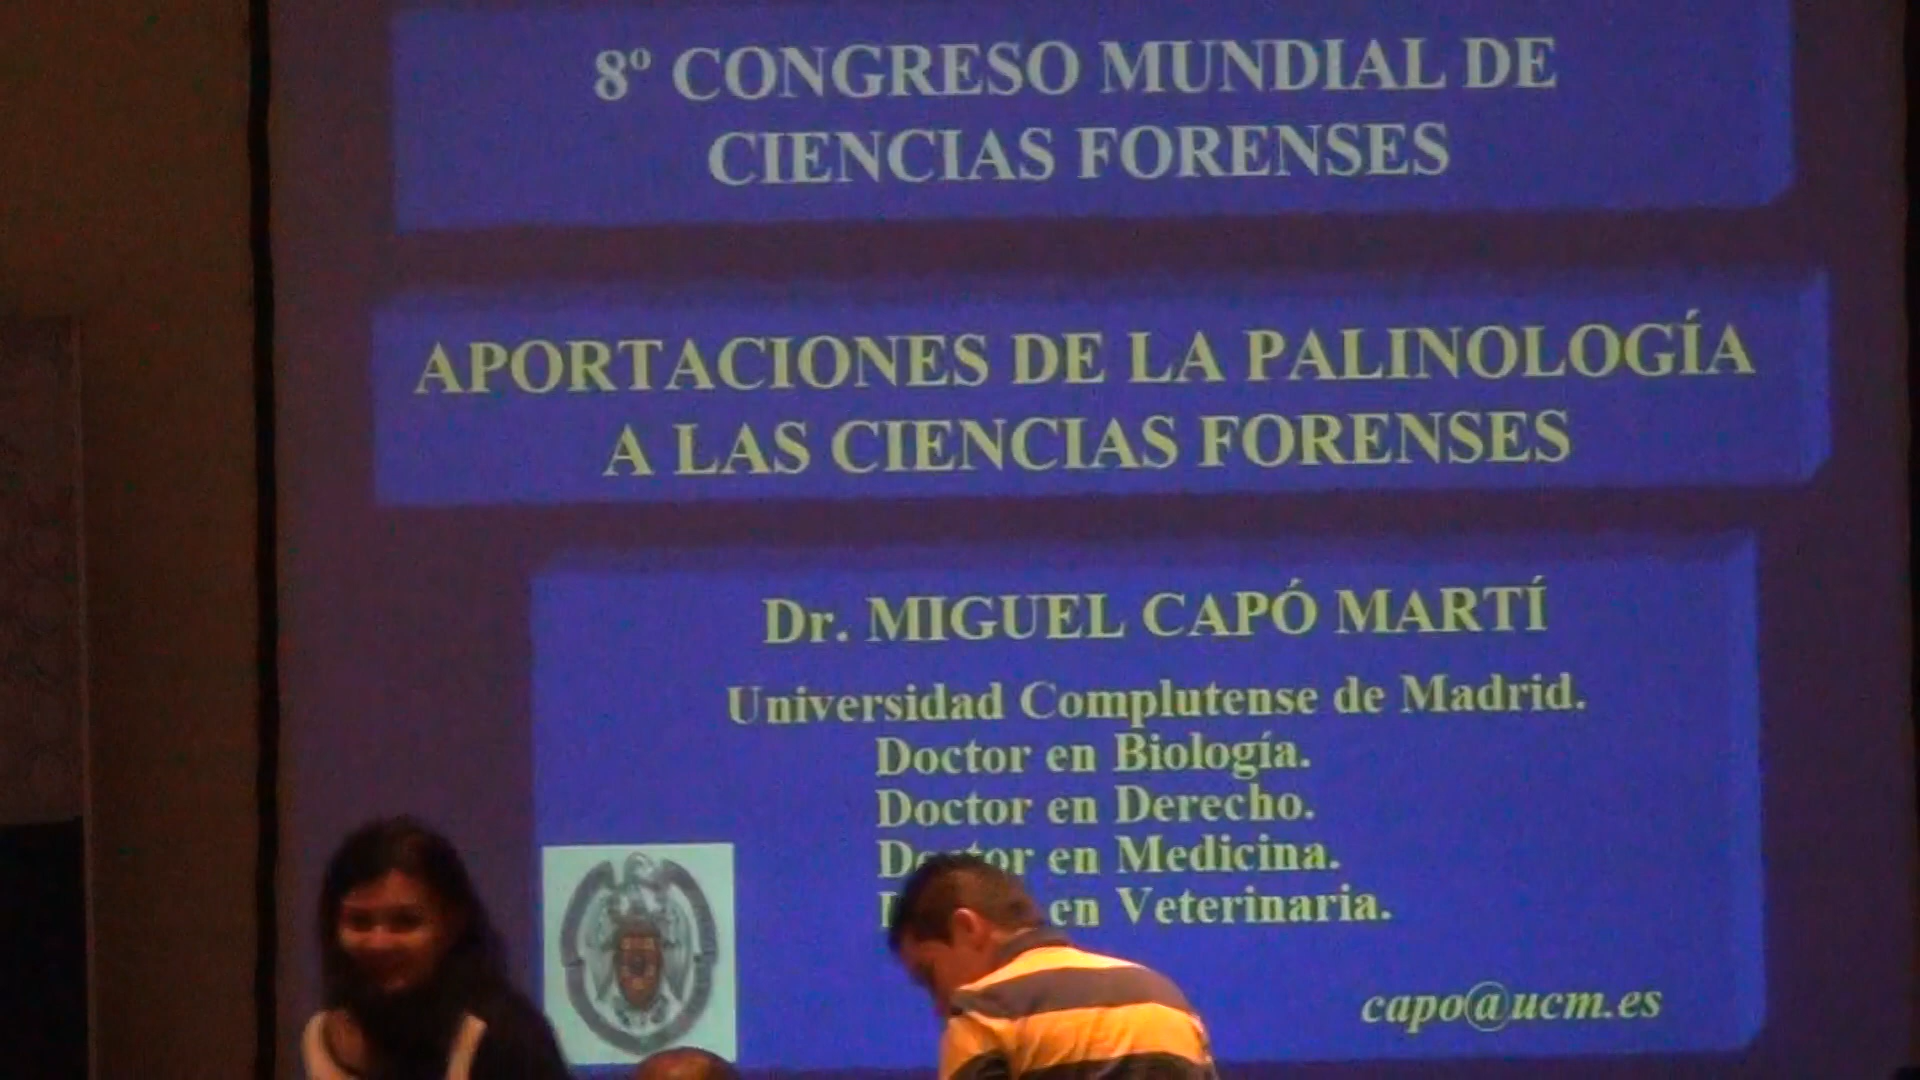 8º CONGRESO MUNDIAL DE
CIENCIAS FORENSES
APORTACIONES DE LA PALINOLOGÍA
A LAS CIENCIAS FORENSES
Dr. MIGUEL CAPÓ MARTÍ
Universidad Complutense de Madrid.
Doctor en Biología.
Doctor en Derecho.
Doctor en Medicina.
en Veterinaria.
capo@ucm.es